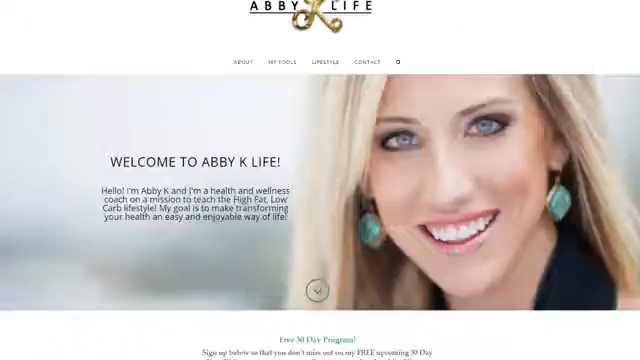 ABBY K LIFE
ABOUT MY TOOLS LIFESTYLE CONTACT
WELCOME TO ABBY K LIFE!
Hello! I'm Abby K and I'm a health and wellness
coach on a mission to teach the High Fat, Low
Carb lifestyle! My goal is to make transforming
your health an easy and enjoyable way of life!
Free 30 Day Program!
Sign up below so that you don't miss out on my FREE upcoming 30 Day